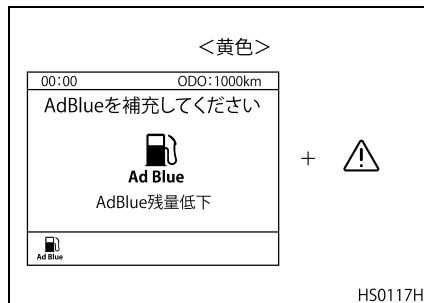 ＜黄色＞
00:00 ODO:1000km
AdBlueを補充してください
Ad Blue
AdBlue残量低下
+
Ad Blue
HS0117H